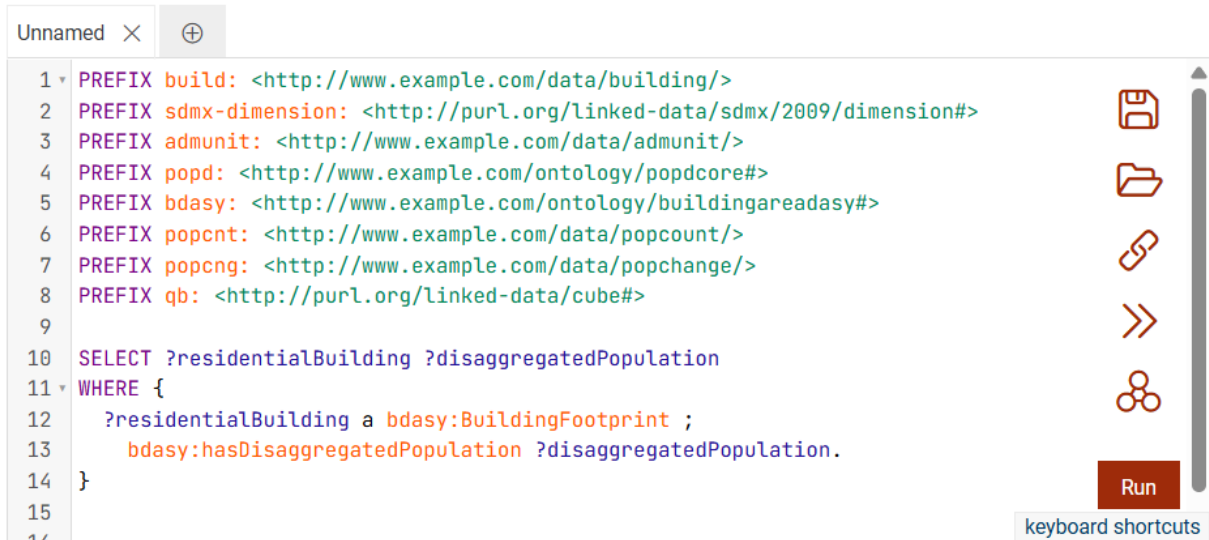 Unnamed
1 PREFIX build: <http://www.example.com/data/building/>
2 PREFIX sdmx-dimension: <http://purl.org/linked-data/sdmx/2009/dimension#>
3 PREFIX admunit: <http://www.example.com/data/admunit/>
4 PREFIX popd: <http://www.example.com/ontology/popdcore#>
5 PREFIX bdasy: <http://www.example.com/ontology/buildingareadasy#>
6 PREFIX popcnt: <http://www.example.com/data/popcount/>
7 PREFIX popcng: <http://www.example.com/data/popchange/>
8 PREFIX qb: <http://purl.org/linked-data/cube#>
9
10 SELECT ?residentialBuilding ?disaggregatedPopulation
11 WHERE {
12 ?residentialBuilding a bdasy:BuildingFootprint ;
13 bdasy:hasDisaggregatedPopulation ?disaggregatedPopulation.
14 }
15
Run
keyboard shortcuts